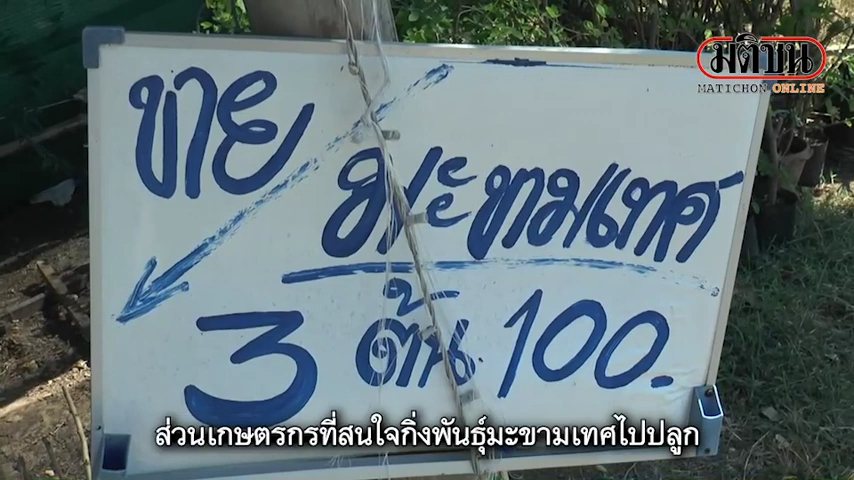 มติชน
MATICHON ONLINE
ขาย
มะขามเทศ
3 ต้น 100.
ส่วนเกษตรกรที่สนใจกิ่งพันธุ์มะขามเทศไปปลูก